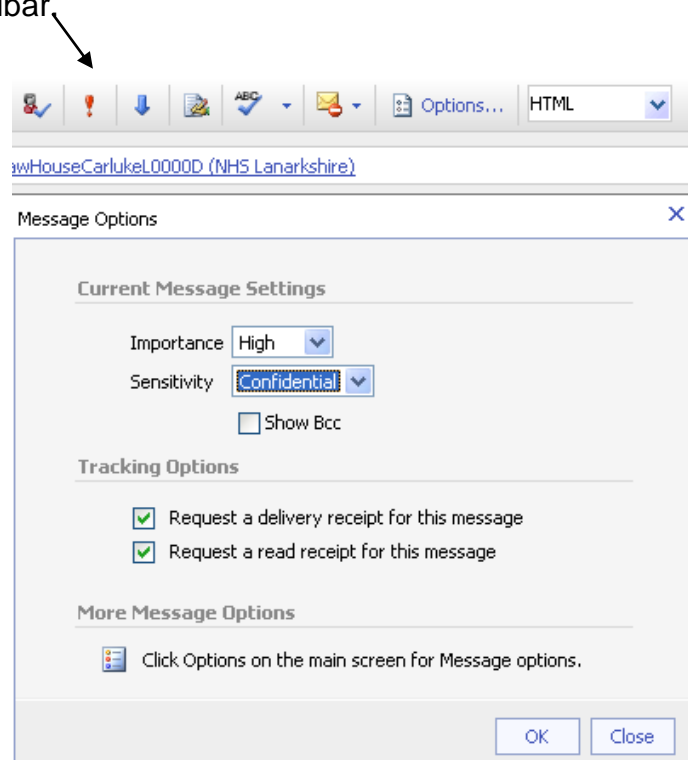 lbar.
ABC Options... HTML
awHouseCarlukeL0000D (NHS Lanarkshire)
Message Options
Current Message Settings
Importance High
Sensitivity Confidential
Show Bcc
Tracking Options
Request a delivery receipt for this message
Request a read receipt for this message
More Message Options
Click Options on the main screen for Message options.
OK Close